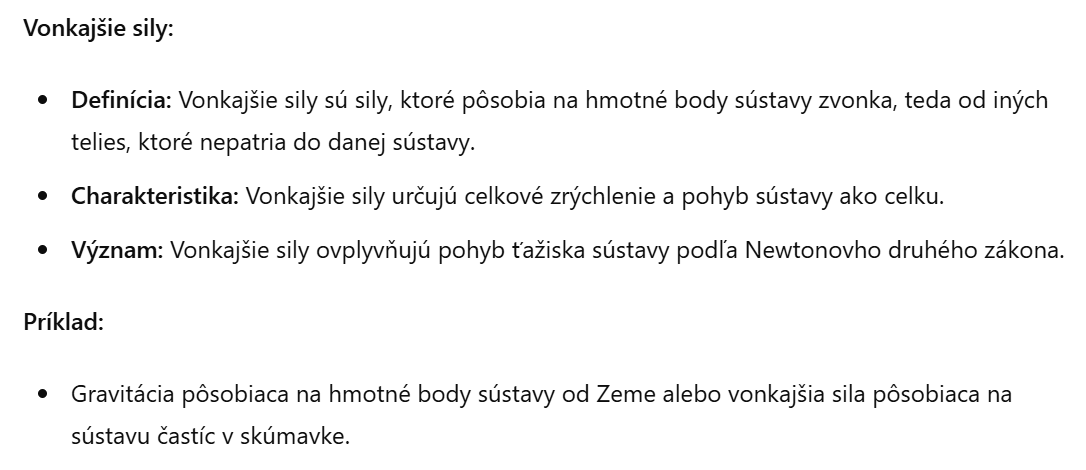 Vonkajšie sily:
• Definícia: Vonkajšie sily sú sily, ktoré pôsobia na hmotné body sústavy zvonka, teda od iných
telies, ktoré nepatria do danej sústavy.
• Charakteristika: Vonkajšie sily určujú celkové zrýchlenie a pohyb sústavy ako celku.
• Význam: Vonkajšie sily ovplyvňujú pohyb ťažiska sústavy podľa Newtonovho druhého zákona.
Príklad:
• Gravitácia pôsobiaca na hmotné body sústavy od Zeme alebo vonkajšia sila pôsobiaca na
sústavu častíc v skúmavke.